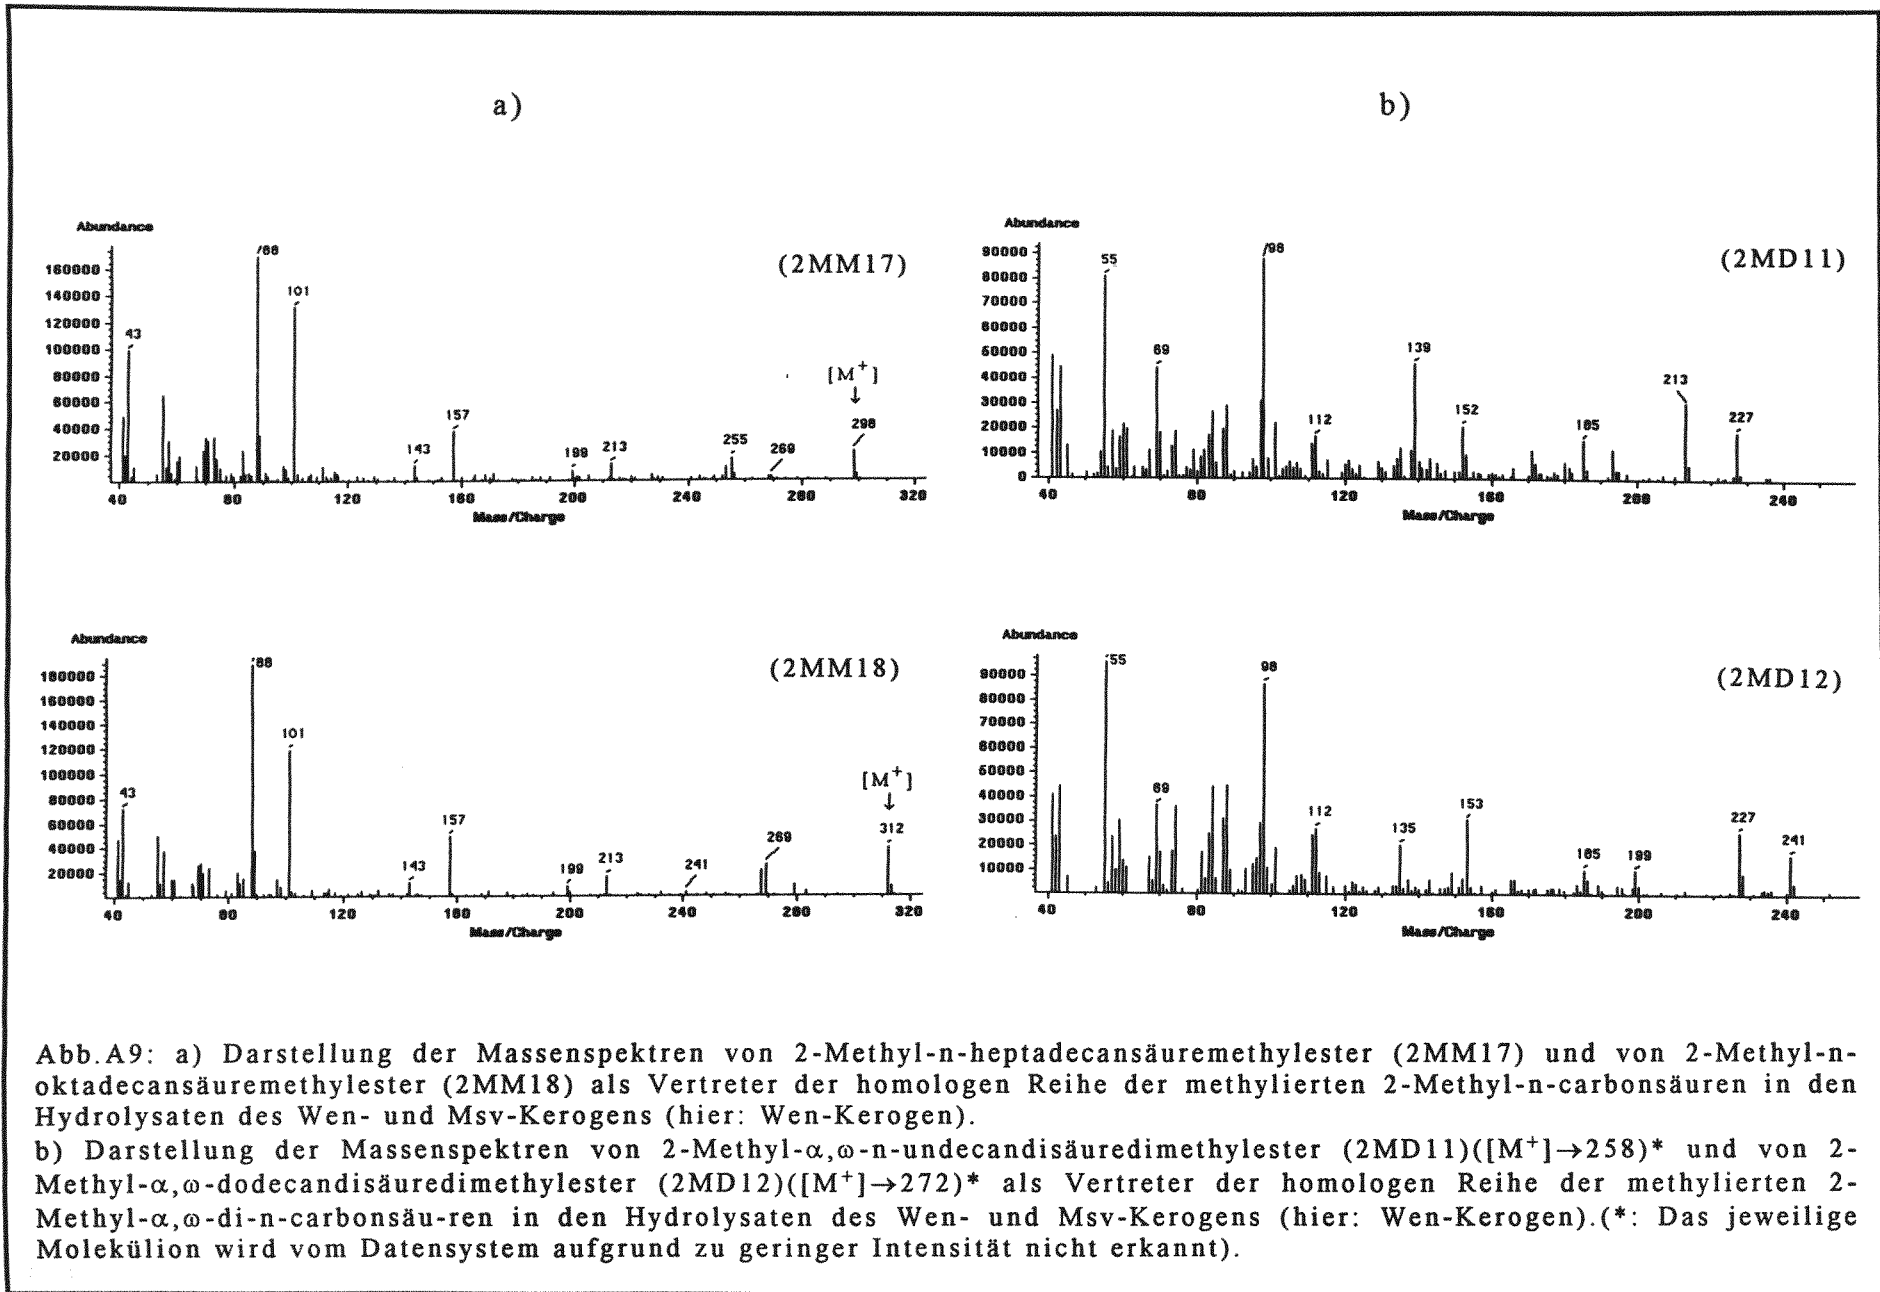 a)
b)
Abundance
(2MM17)
160000
140000
120000
100000
80000
60000
40000
20000
88
101
43
143
157
199
213
255
269
[M+]
298
40 80 120 160 200 240 280 320
Mass/Charge
Abundance
(2MD11)
90000
80000
70000
60000
50000
40000
30000
20000
10000
0
55
69
98
112
139
152
185
213
227
40 80 120 160 200 240
Mass/Charge
Abundance
(2MM18)
180000
160000
140000
120000
100000
80000
60000
40000
20000
88
101
43
143
157
199
213
241
269
[M+]
312
40 80 120 160 200 240 280 320
Mass/Charge
Abundance
(2MD12)
90000
80000
70000
60000
50000
40000
30000
20000
10000
55
69
98
112
135
153
185
199
227
241
40 80 120 160 200 240
Mass/Charge
Abb.A9: a) Darstellung der Massenspektren von 2-Methyl-n-heptadecansäuremethylester (2MM17) und von 2-Methyl-n-
oktadecansäuremethylester (2MM18) als Vertreter der homologen Reihe der methylierten 2-Methyl-n-carbonsäuren in den
Hydrolysaten des Wen- und Msv-Kerogens (hier: Wen-Kerogen).
b) Darstellung der Massenspektren von 2-Methyl-α,ω-n-undecandisäuredimethylester (2MD11)([M+]→258)* und von 2-
Methyl-α,ω-dodecandisäuredimethylester (2MD12)([M+]→272)* als Vertreter der homologen Reihe der methylierten 2-
Methyl-α,ω-di-n-carbonsäu-ren in den Hydrolysaten des Wen- und Msv-Kerogens (hier: Wen-Kerogen).(*: Das jeweilige
Molekülion wird vom Datensystem aufgrund zu geringer Intensität nicht erkannt).